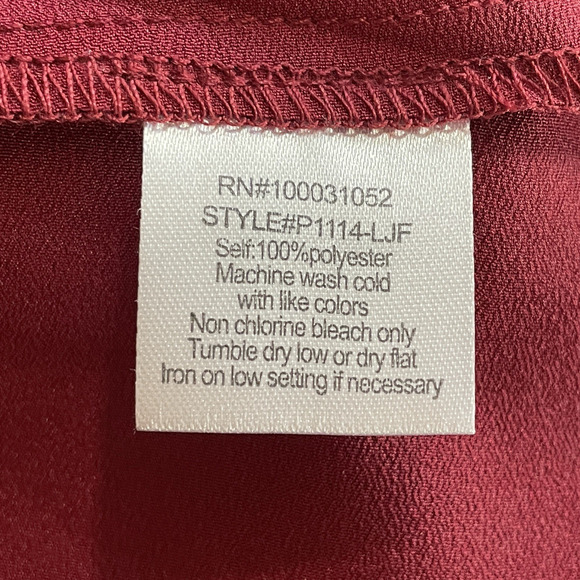 RN#100031052
STYLE#P1114-LJF
Self:100%polyester
Machine wash cold
with like colors
Non chlorine bleach only
Tumble dry low or dry flat
Iron on low setting if necessary